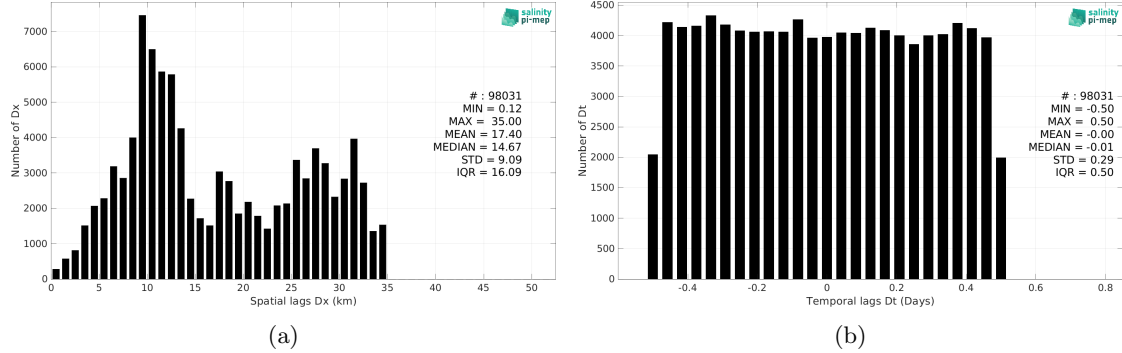 7000
6000
5000
4000
3000
2000
1000
0
Number of Dx
0 5 10 15 20 25 30 35 40 45 50
Spatial lags Dx (km)
salinity
pi-mep
# : 98031
MIN = 0.12
MAX = 35.00
MEAN = 17.40
MEDIAN = 14.67
STD = 9.09
IQR = 16.09
(a)
4500
4000
3500
3000
2500
2000
1500
1000
500
0
Number of Dt
-0.4 -0.2 0 0.2 0.4 0.6 0.8
Temporal lags Dt (Days)
salinity
pi-mep
# : 98031
MIN = -0.50
MAX = 0.50
MEAN = -0.00
MEDIAN = -0.01
STD = 0.29
IQR = 0.50
(b)